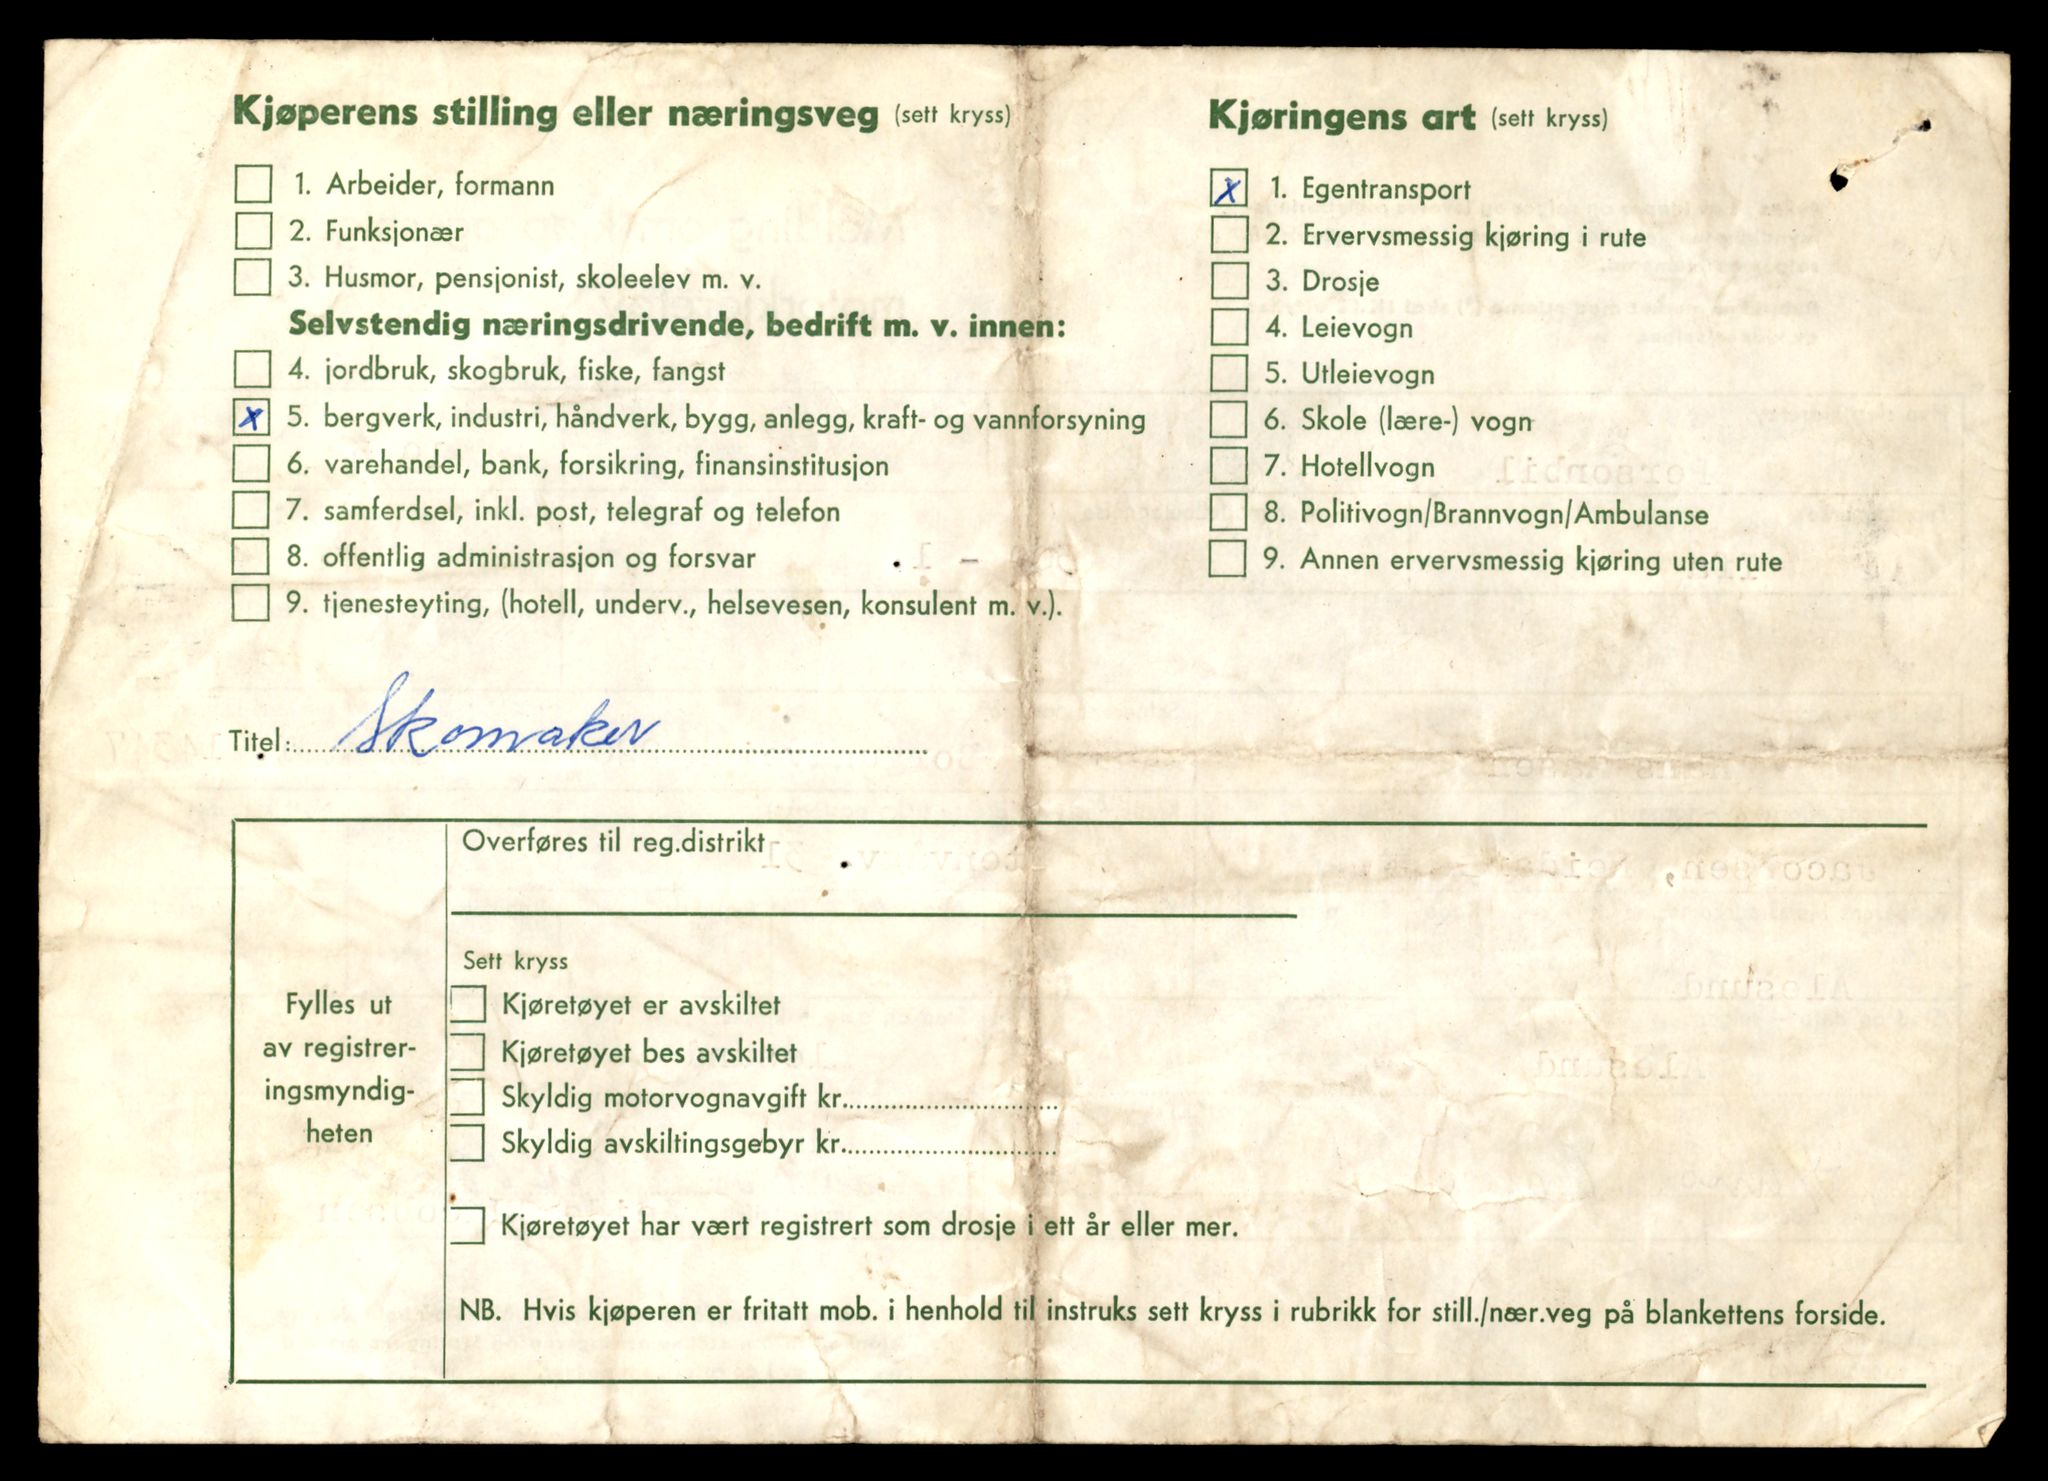 Kjøperens stilling eller næringsveg (sett kryss)
1. Arbeider, formann
2. Funksjonær
3. Husmor, pensjonist, skoleelev m. v.
Selvstendig næringsdrivende, bedrift m. v. innen:
4. jordbruk, skogbruk, fiske, fangst
x 5. bergverk, industri, håndverk, bygg, anlegg, kraft- og vannforsyning
6. varehandel, bank, forsikring, finansinstitusjon
7. samferdsel, inkl. post, telegraf og telefon
8. offentlig administrasjon og forsvar
9. tjenesteyting, (hotell, underv., helsevesen, konsulent m. v.).
Kjøringens art (sett kryss)
x 1. Egentransport
2. Ervervsmessig kjøring i rute
3. Drosje
4. Leievogn
5. Utleievogn
6. Skole (lære-) vogn
7. Hotellvogn
8. Politivogn/Brannvogn/Ambulanse
9. Annen ervervsmessig kjøring uten rute
Titel: Skomaker
Fylles ut
av registrer-
ingsmyndig-
heten
Overføres til reg.distrikt
Sett kryss
Kjøretøyet er avskiltet
Kjøretøyet bes avskiltet
Skyldig motorvognavgift kr.
Skyldig avskiltingsgebyr kr.
Kjøretøyet har vært registrert som drosje i ett år eller mer.
NB. Hvis kjøperen er fritatt mob. i henhold til instruks sett kryss i rubrikk for still./nær.veg på blankettens forside.